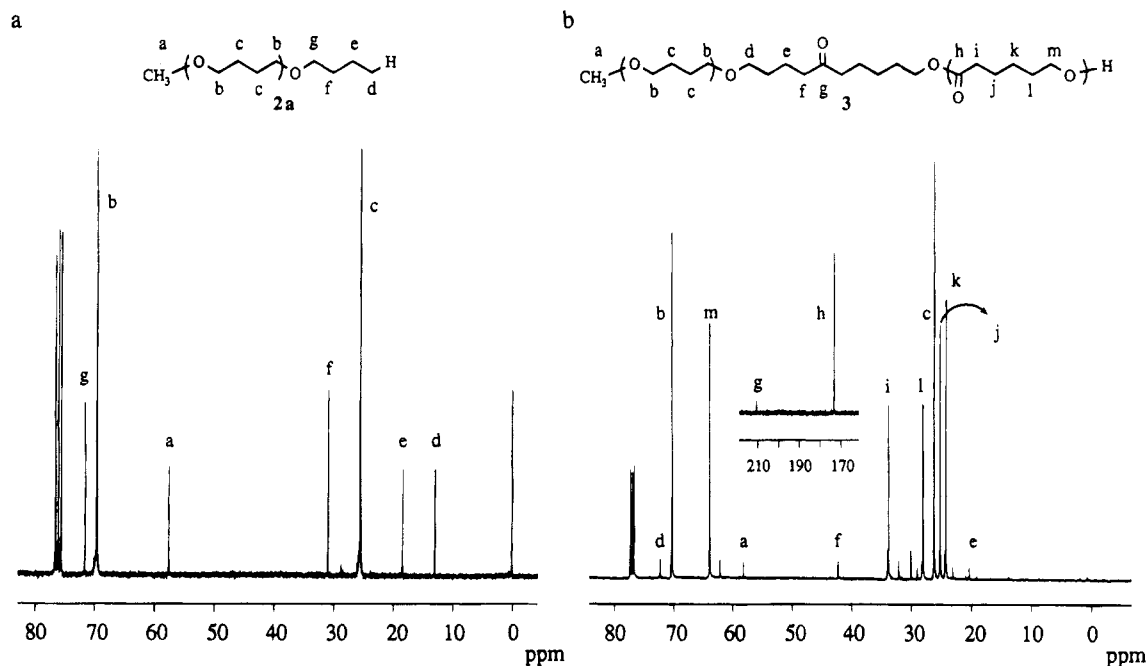 a
c b g e
a
CH3 O O H
b c f d
2a
b
c
g
a
f
e
d
80 70 60 50 40 30 20 10 0
ppm
b
a c b d e O h i k m
CH3 O O O O H
b c f g O j l
3
b
m
h
c
k
j
g
i
l
210 190 170
d
a
f
e
80 70 60 50 40 30 20 10 0
ppm